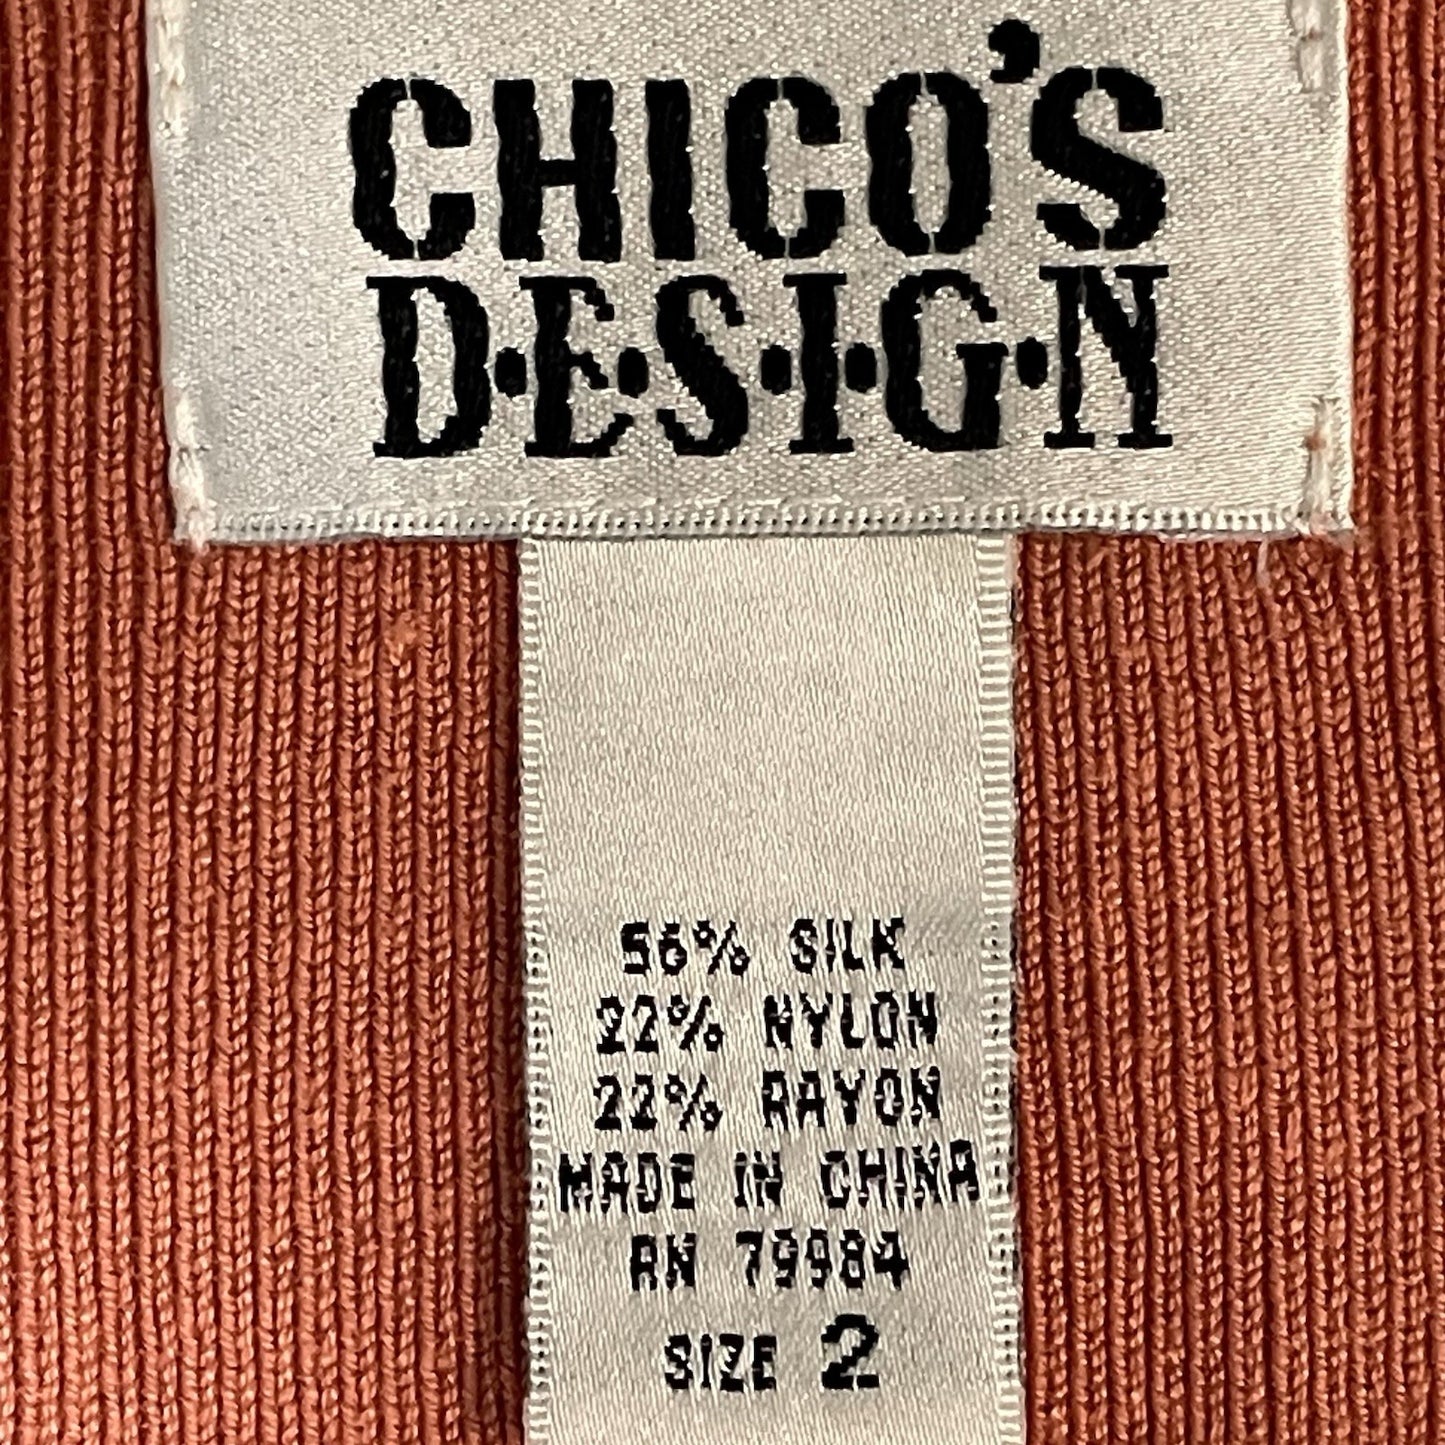 CHICO'S
D·E·S·I·G·N
56% SILK
22% NYLON
22% RAYON
MADE IN CHINA
RN 79984
SIZE 2